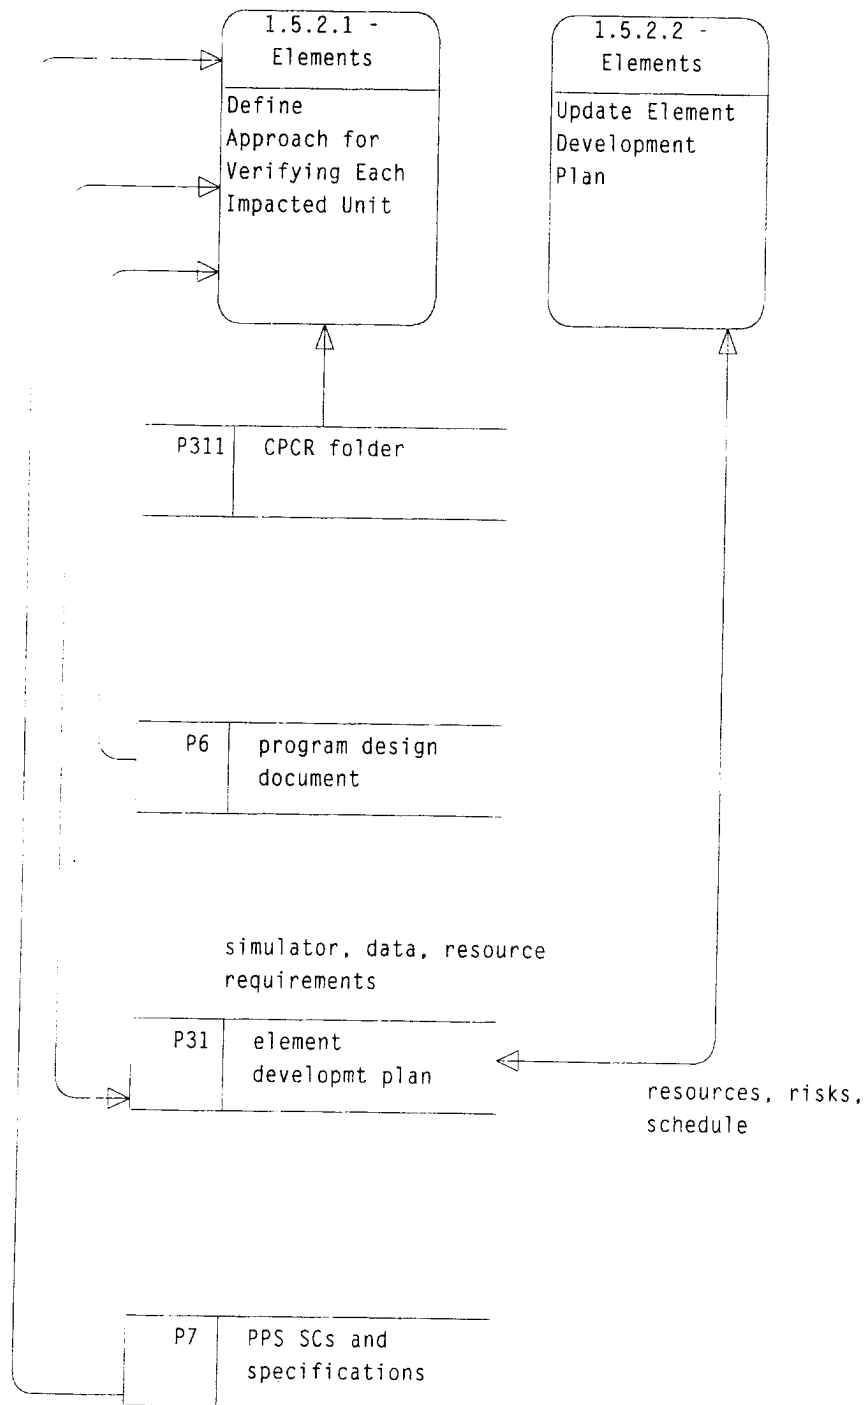 1.5.2.1 -
Elements
Define
Approach for
Verifying Each
Impacted Unit
1.5.2.2 -
Elements
Update Element
Development
Plan
P311 CPCR folder
P6 program design
document
simulator, data, resource
requirements
P31 element
developmt plan
resources, risks,
schedule
P7 PPS SCs and
specifications